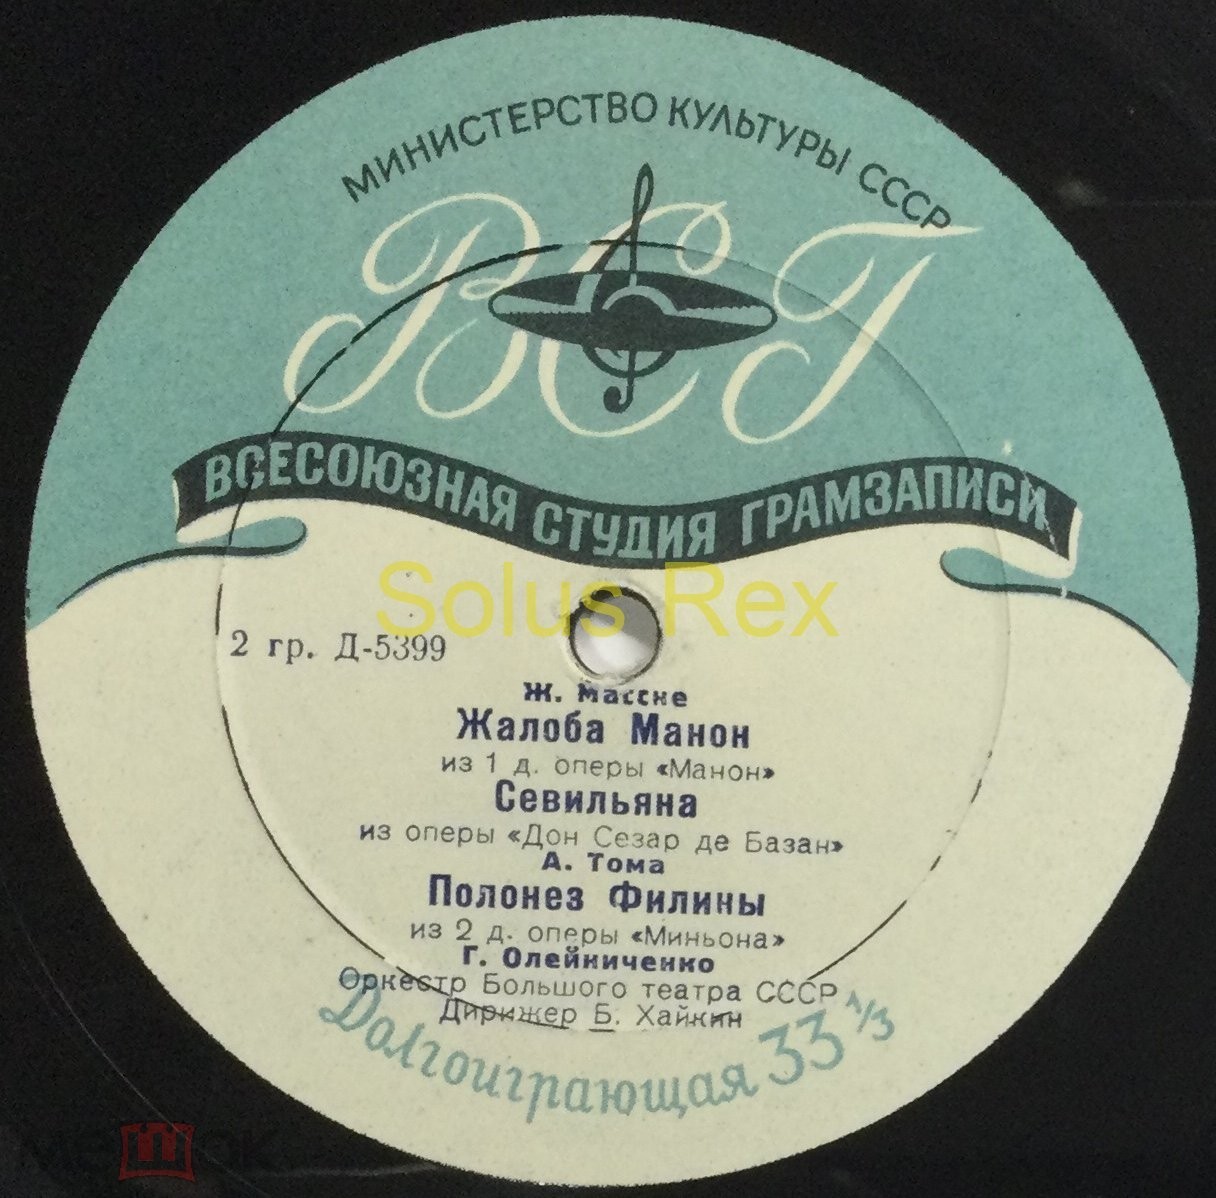 МИНИСТЕРСТВО КУЛЬТУРЫ СССР
ВСГ
ВСЕСОЮЗНАЯ СТУДИЯ ГРАМЗАПИСИ
Solus Rex
2 гр. Д-5399
Ж. Масснe
Жалоба Манон
из 1 д. оперы «Манон»
Севильяна
из оперы «Дон Сезар де Базан»
А. Тома
Полонез Филины
из 2 д. оперы «Миньона»
Г. Олейниченко
Оркестр Большого театра СССР
Дирижер Б. Хайкин
Долгоиграющая 33 1/3
мешок